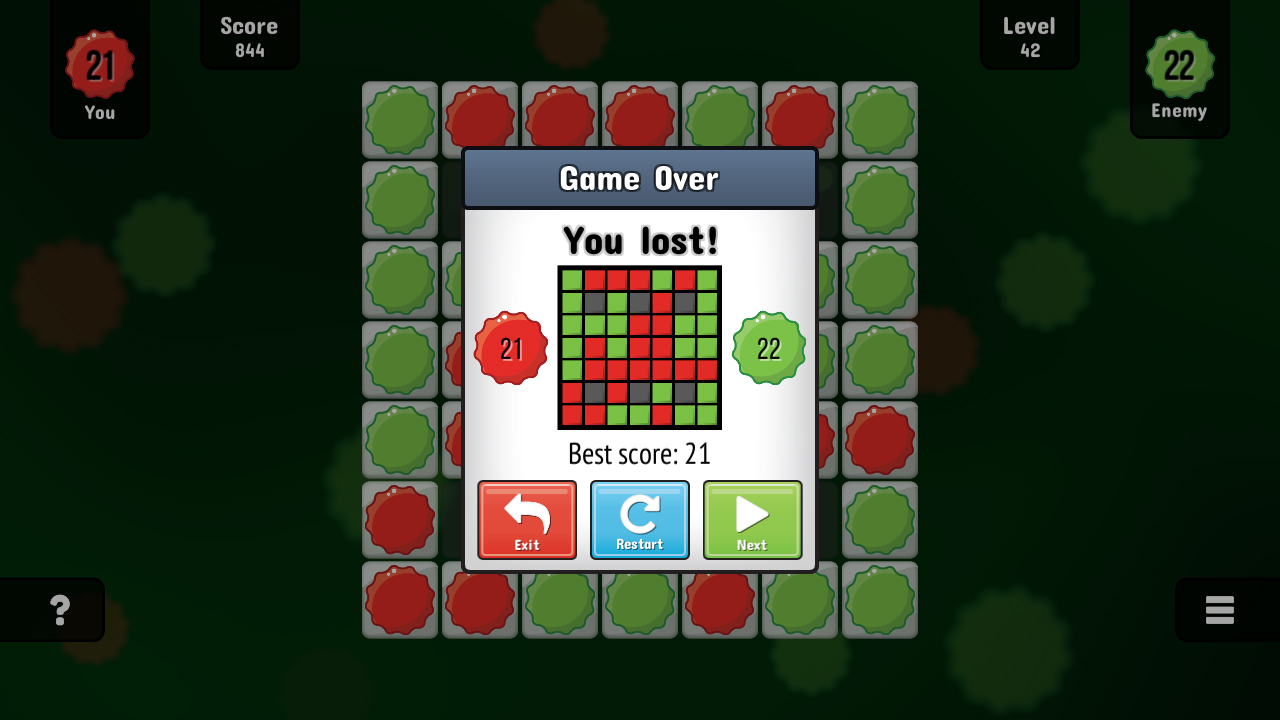 21
You
Score
844
Level
42
22
Enemy
Game Over
You lost!
21
22
Best score: 21
Exit
Restart
Next
?